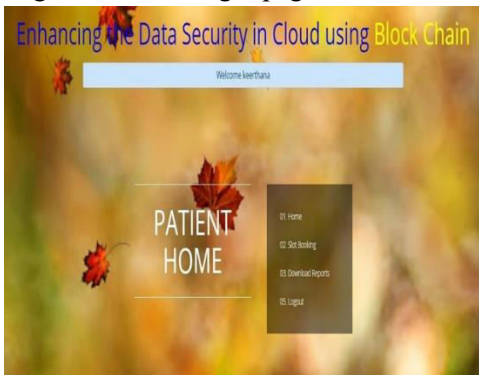 Enhancing the Data Security in Cloud using Block Chain
Welcome keerthana
PATIENT
HOME
01. Home
02. Slot Booking
03. Download Reports
05. Logout